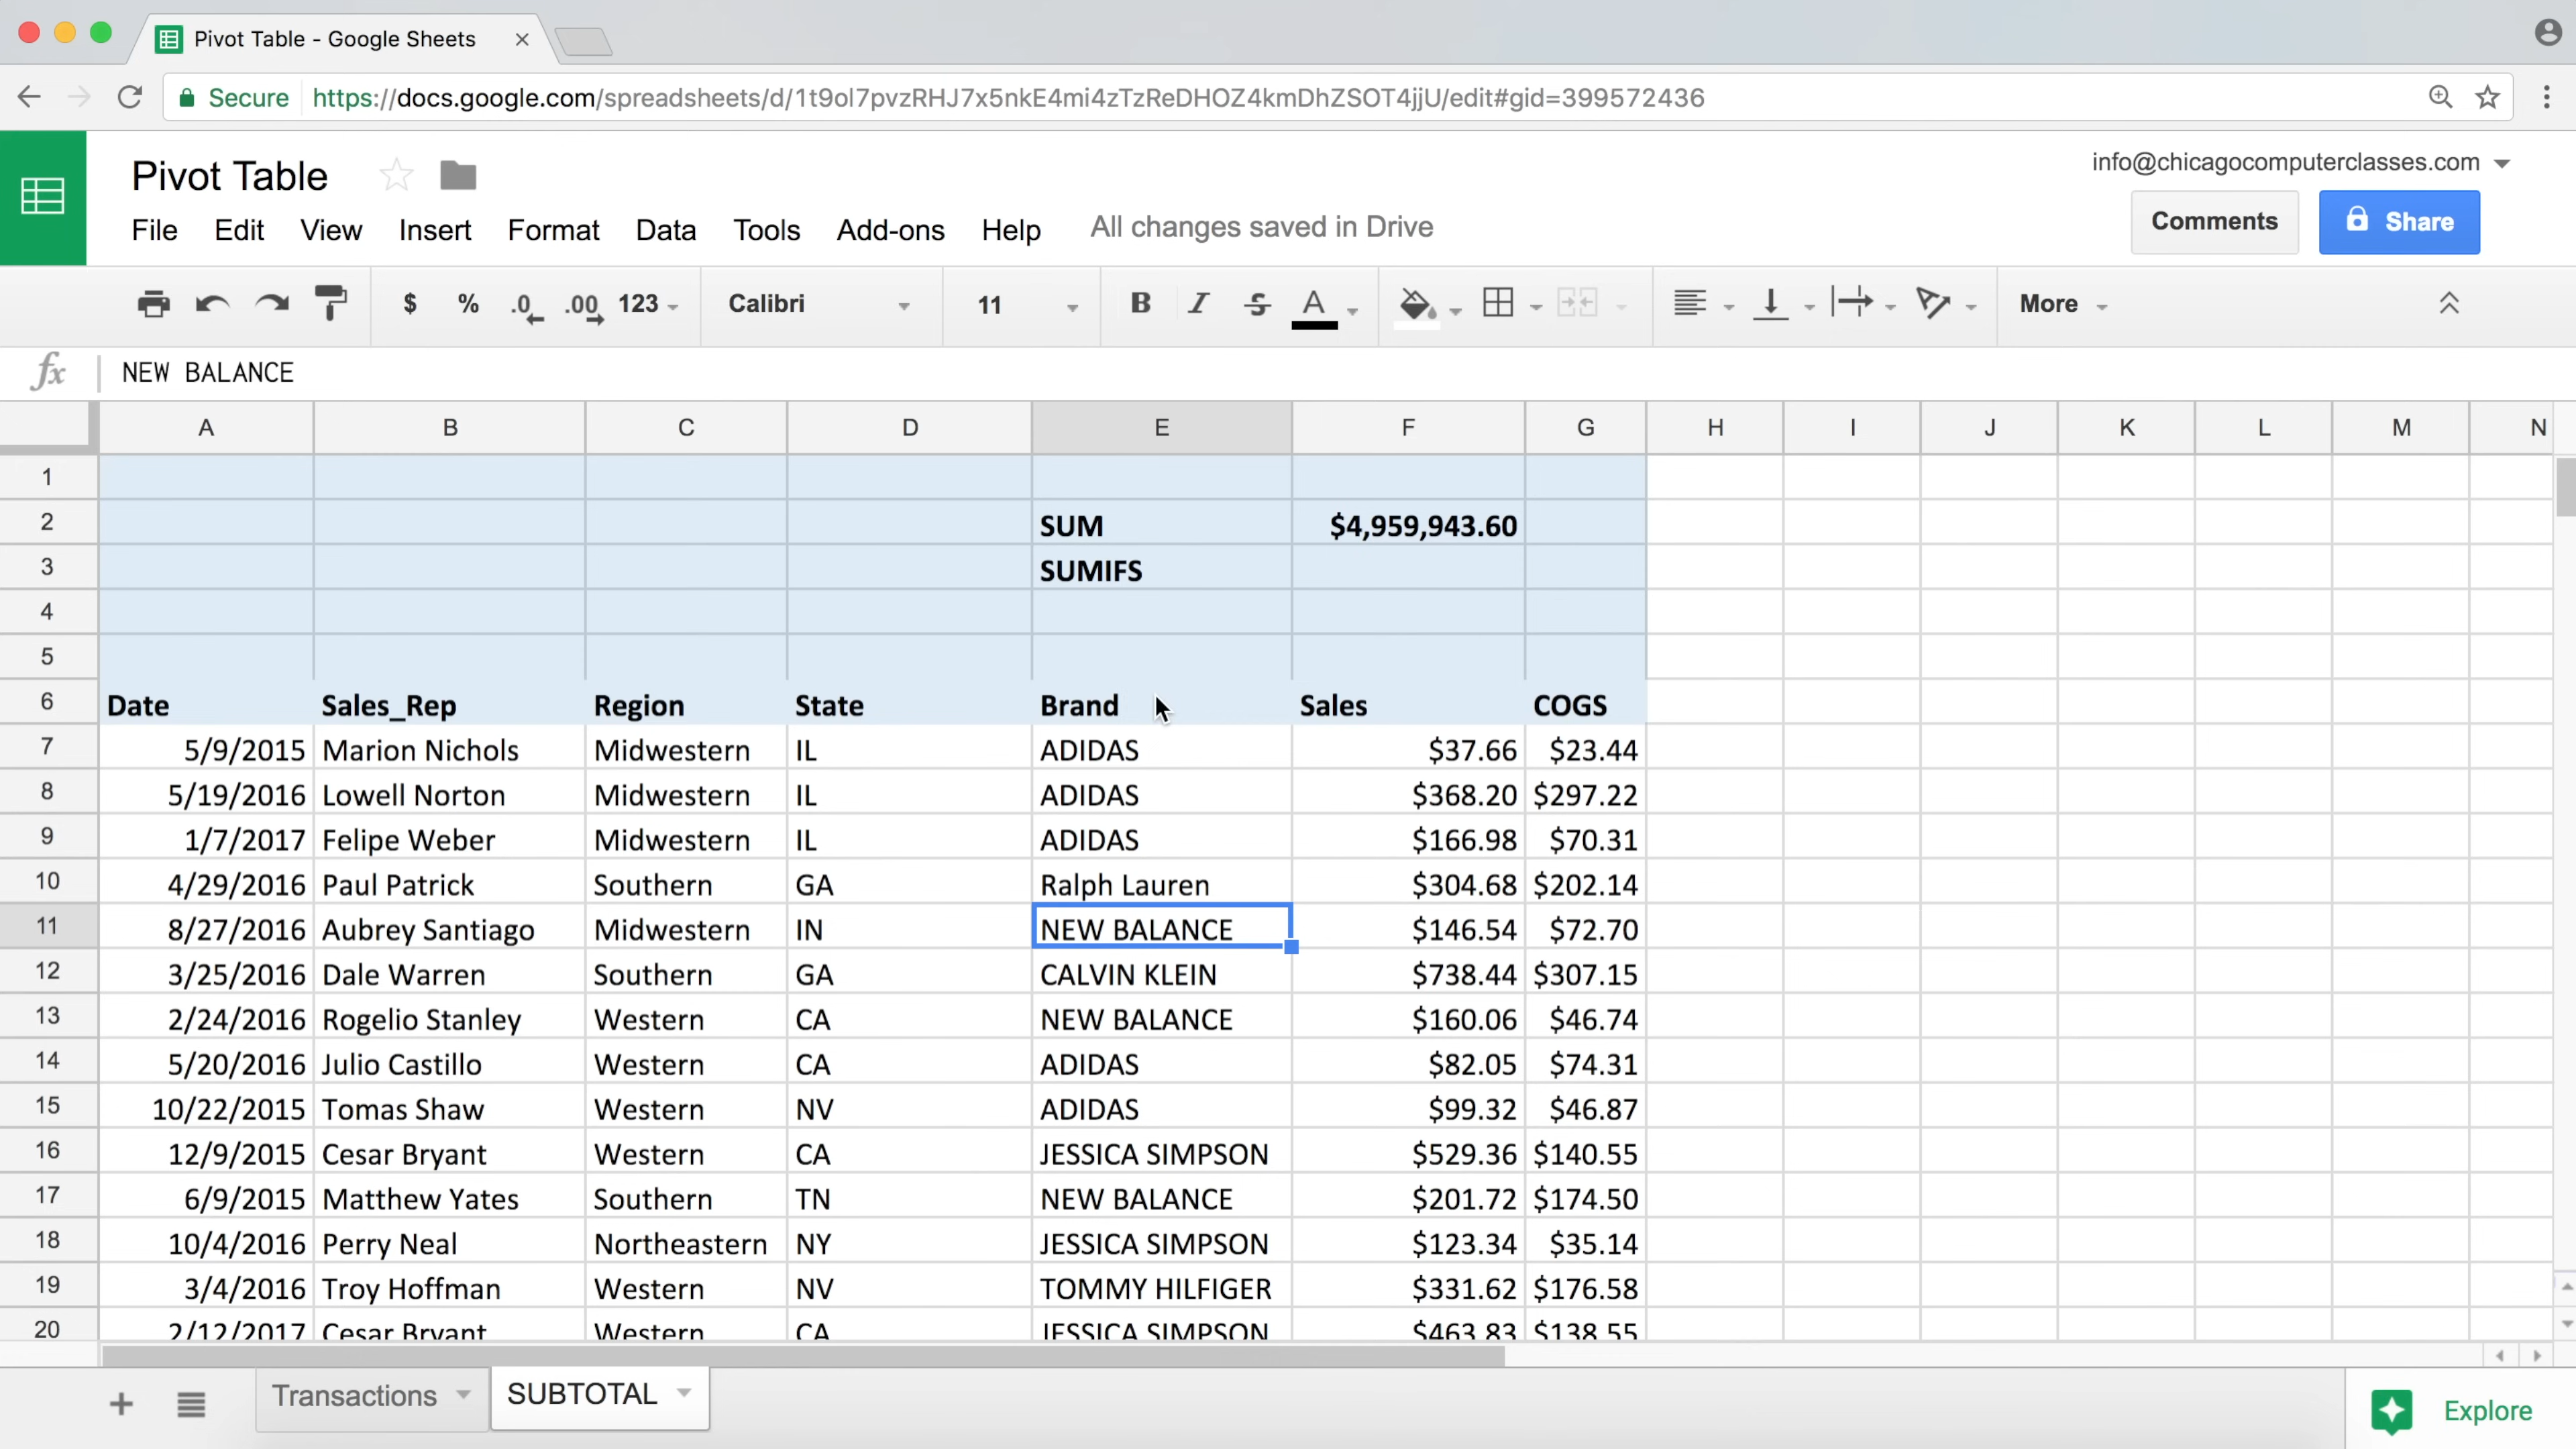 Pivot Table - Google Sheets
Secure https://docs.google.com/spreadsheets/d/1t9ol7pvzRHJ7x5nkE4mi4zTzReDHOZ4kmDhZSOT4jjU/edit#gid=399572436
Pivot Table
info@chicagocomputerclasses.com
File Edit View Insert Format Data Tools Add-ons Help All changes saved in Drive
Comments Share
$ % .0 .00 123 Calibri 11 B I S A More
fx NEW BALANCE
A B C D E F G H I J K L M N
1
2 SUM $4,959,943.60
3 SUMIFS
4
5
6 Date Sales_Rep Region State Brand Sales COGS
7 5/9/2015 Marion Nichols Midwestern IL ADIDAS $37.66 $23.44
8 5/19/2016 Lowell Norton Midwestern IL ADIDAS $368.20 $297.22
9 1/7/2017 Felipe Weber Midwestern IL ADIDAS $166.98 $70.31
10 4/29/2016 Paul Patrick Southern GA Ralph Lauren $304.68 $202.14
11 8/27/2016 Aubrey Santiago Midwestern IN NEW BALANCE $146.54 $72.70
12 3/25/2016 Dale Warren Southern GA CALVIN KLEIN $738.44 $307.15
13 2/24/2016 Rogelio Stanley Western CA NEW BALANCE $160.06 $46.74
14 5/20/2016 Julio Castillo Western CA ADIDAS $82.05 $74.31
15 10/22/2015 Tomas Shaw Western NV ADIDAS $99.32 $46.87
16 12/9/2015 Cesar Bryant Western CA JESSICA SIMPSON $529.36 $140.55
17 6/9/2015 Matthew Yates Southern TN NEW BALANCE $201.72 $174.50
18 10/4/2016 Perry Neal Northeastern NY JESSICA SIMPSON $123.34 $35.14
19 3/4/2016 Troy Hoffman Western NV TOMMY HILFIGER $331.62 $176.58
20 2/12/2017 Cesar Bryant Western CA JESSICA SIMPSON $463.83 $138.55
Transactions SUBTOTAL Explore